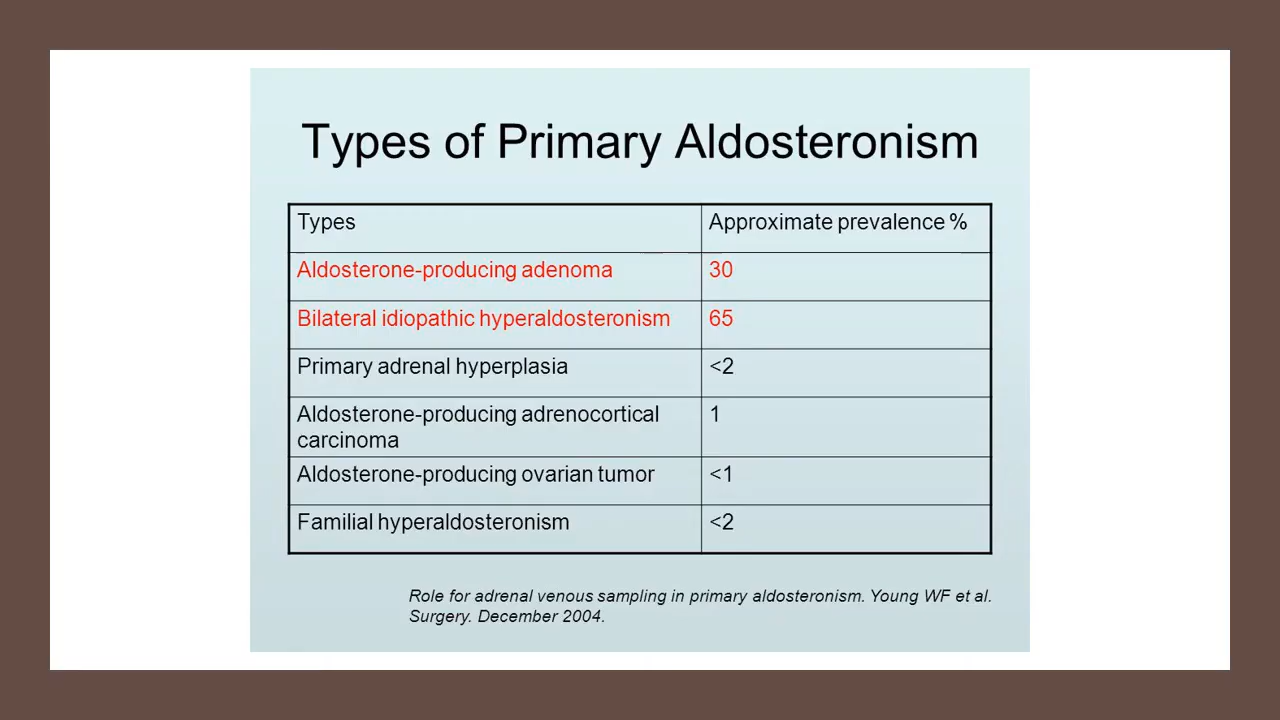 Types of Primary Aldosteronism
Types
Approximate prevalence %
Aldosterone-producing adenoma
30
Bilateral idiopathic hyperaldosteronism
65
Primary adrenal hyperplasia
<2
Aldosterone-producing adrenocortical
carcinoma
1
Aldosterone-producing ovarian tumor
<1
Familial hyperaldosteronism
<2
Role for adrenal venous sampling in primary aldosteronism. Young WF et al.
Surgery. December 2004.